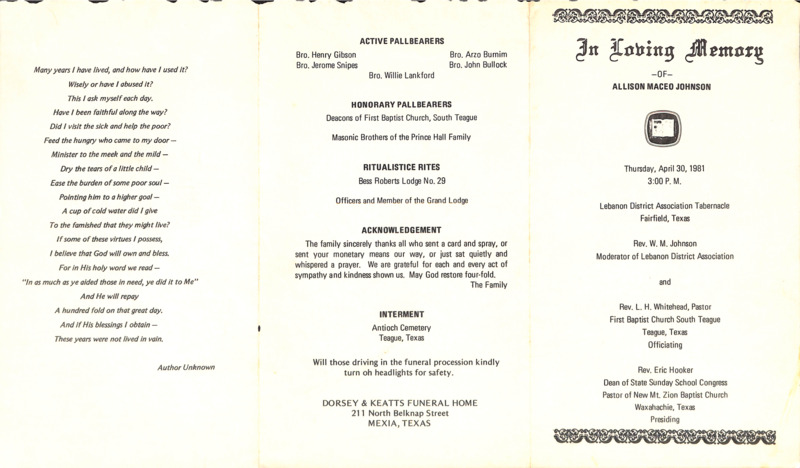 Many years I have lived, and how have I used it?
Wisely or have I abused it?
This I ask myself each day.
Have I been faithful along the way?
Did I visit the sick and help the poor?
Feed the hungry who came to my door —
Minister to the meek and the mild —
Dry the tears of a little child —
Ease the burden of some poor soul —
Pointing him to a higher goal —
A cup of cold water did I give
To the famished that they might live?
If some of these virtues I possess,
I believe that God will own and bless.
For in His holy word we read —
"In as much as ye aided those in need, ye did it to Me"
And He will repay
A hundred fold on that great day.
And if His blessings I obtain —
These years were not lived in vain.
Author Unknown
ACTIVE PALLBEARERS
Bro. Henry Gibson Bro. Arzo Burnim
Bro. Jerome Snipes Bro. John Bullock
Bro. Willie Lankford
HONORARY PALLBEARERS
Deacons of First Baptist Church, South Teague
Masonic Brothers of the Prince Hall Family
RITUALISTICE RITES
Bess Roberts Lodge No. 29
Officers and Member of the Grand Lodge
ACKNOWLEDGEMENT
The family sincerely thanks all who sent a card and spray, or
sent your monetary means our way, or just sat quietly and
whispered a prayer. We are grateful for each and every act of
sympathy and kindness shown us. May God restore four-fold.
The Family
INTERMENT
Antioch Cemetery
Teague, Texas
Will those driving in the funeral procession kindly
turn oh headlights for safety.
DORSEY & KEATTS FUNERAL HOME
211 North Belknap Street
MEXIA, TEXAS
In Loving Memory
—OF—
ALLISON MACEO JOHNSON
Thursday, April 30, 1981
3:00 P. M.
Lebanon District Association Tabernacle
Fairfield, Texas
Rev. W. M. Johnson
Moderator of Lebanon District Association
and
Rev. L. H. Whitehead, Pastor
First Baptist Church South Teague
Teague, Texas
Officiating
Rev. Eric Hooker
Dean of State Sunday School Congress
Pastor of New Mt. Zion Baptist Church
Waxahachie, Texas
Presiding